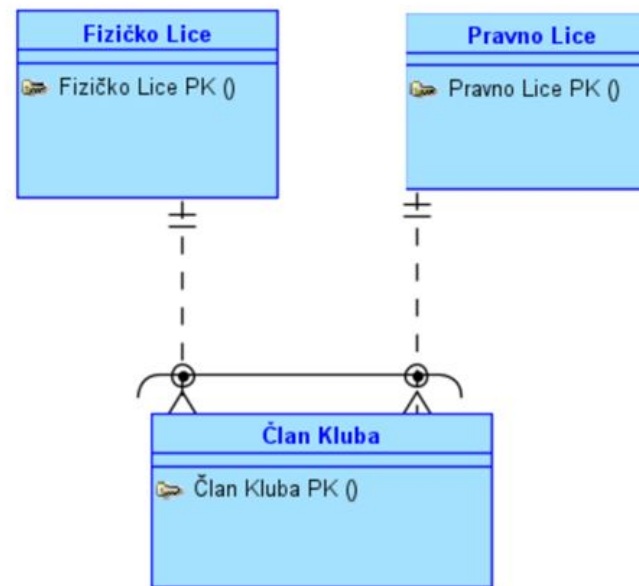 Fizičko Lice
Fizičko Lice PK ()
Pravno Lice
Pravno Lice PK ()
Član Kluba
Član Kluba PK ()